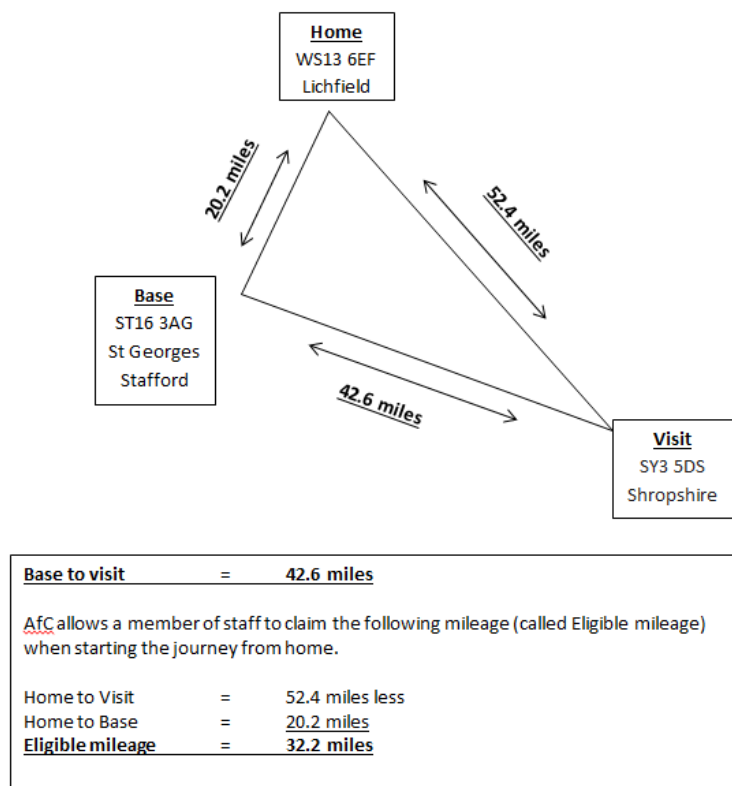 Home
WS13 6EF
Lichfield
20.2 miles
52.4 miles
Base
ST16 3AG
St Georges
Stafford
42.6 miles
Visit
SY3 5DS
Shropshire
Base to visit = 42.6 miles
AfC allows a member of staff to claim the following mileage (called Eligible mileage)
when starting the journey from home.
Home to Visit = 52.4 miles less
Home to Base = 20.2 miles
Eligible mileage = 32.2 miles